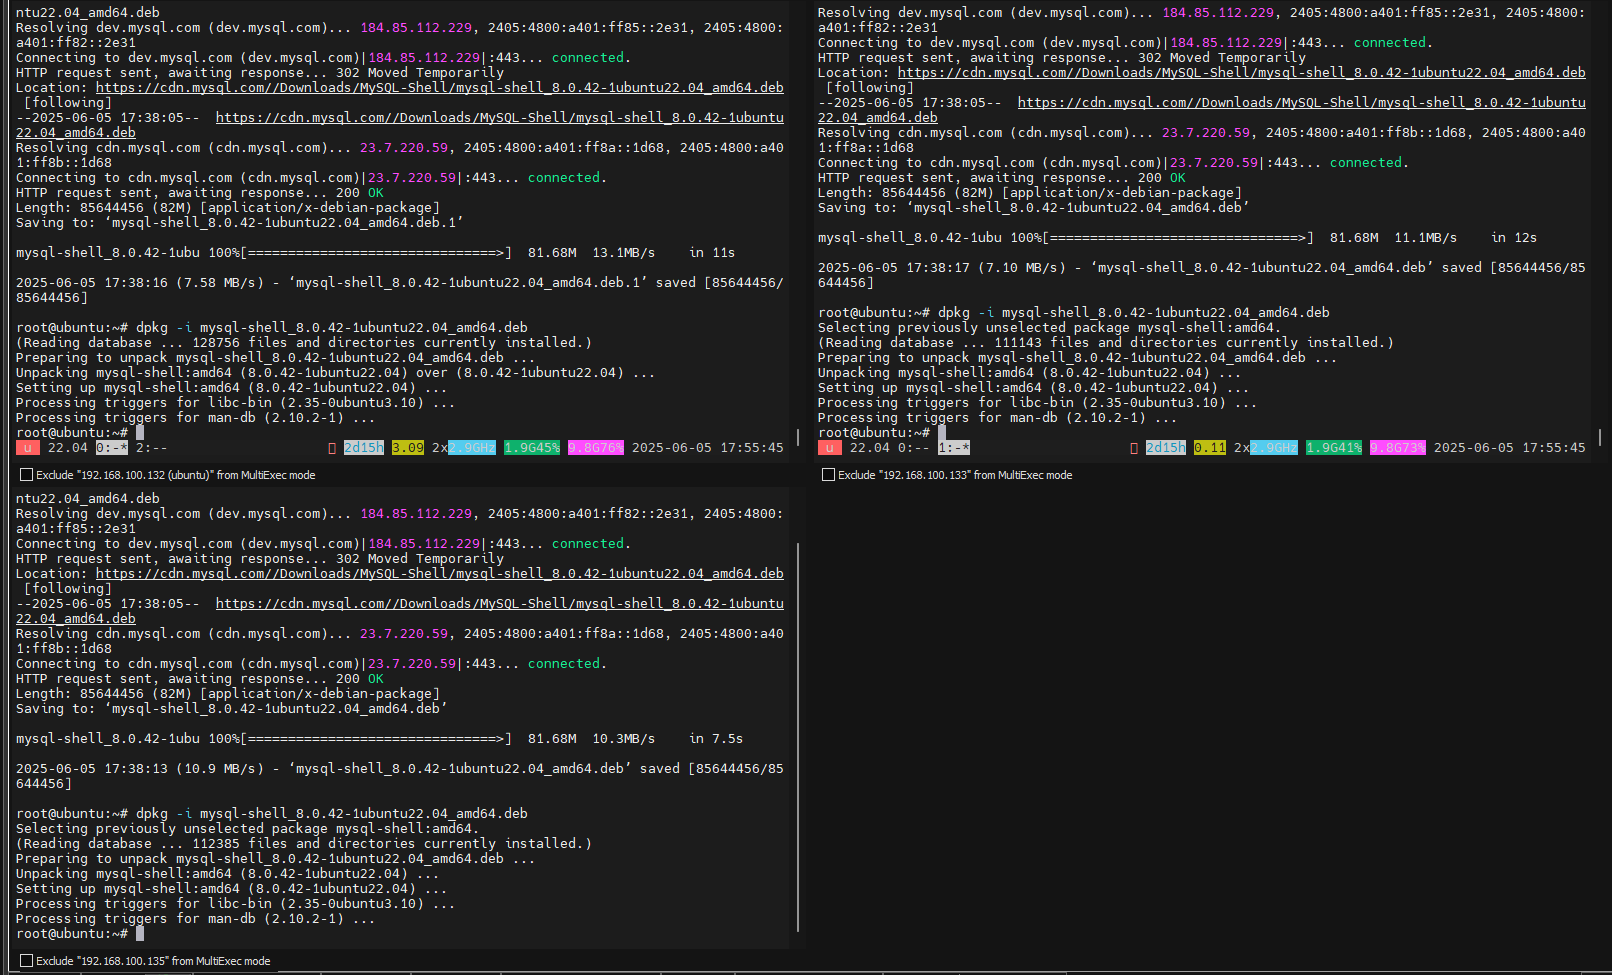 ntu22.04_amd64.deb
Resolving dev.mysql.com (dev.mysql.com)... 184.85.112.229, 2405:4800:a401:ff85::2e31, 2405:4800:
a401:ff82::2e31
Connecting to dev.mysql.com (dev.mysql.com)|184.85.112.229|:443... connected.
HTTP request sent, awaiting response... 302 Moved Temporarily
Location: https://cdn.mysql.com//Downloads/MySQL-Shell/mysql-shell_8.0.42-1ubuntu22.04_amd64.deb
 [following]
--2025-06-05 17:38:05--  https://cdn.mysql.com//Downloads/MySQL-Shell/mysql-shell_8.0.42-1ubuntu
22.04_amd64.deb
Resolving cdn.mysql.com (cdn.mysql.com)... 23.7.220.59, 2405:4800:a401:ff8a::1d68, 2405:4800:a40
1:ff8b::1d68
Connecting to cdn.mysql.com (cdn.mysql.com)|23.7.220.59|:443... connected.
HTTP request sent, awaiting response... 200 OK
Length: 85644456 (82M) [application/x-debian-package]
Saving to: ‘mysql-shell_8.0.42-1ubuntu22.04_amd64.deb.1’
mysql-shell_8.0.42-1ubu 100%[===============================>]  81.68M  13.1MB/s    in 11s
2025-06-05 17:38:16 (7.58 MB/s) - ‘mysql-shell_8.0.42-1ubuntu22.04_amd64.deb.1’ saved [85644456/
85644456]
root@ubuntu:~# dpkg -i mysql-shell_8.0.42-1ubuntu22.04_amd64.deb
(Reading database ... 128756 files and directories currently installed.)
Preparing to unpack mysql-shell_8.0.42-1ubuntu22.04_amd64.deb ...
Unpacking mysql-shell:amd64 (8.0.42-1ubuntu22.04) over (8.0.42-1ubuntu22.04) ...
Setting up mysql-shell:amd64 (8.0.42-1ubuntu22.04) ...
Processing triggers for libc-bin (2.35-0ubuntu3.10) ...
Processing triggers for man-db (2.10.2-1) ...
root@ubuntu:~#
u  22.04 0:-* 2:--  2d15h 3.09 2x2.9GHz 1.9G45% 9.8G76% 2025-06-05 17:55:45
Exclude "192.168.100.132 (ubuntu)" from MultiExec mode
Resolving dev.mysql.com (dev.mysql.com)... 184.85.112.229, 2405:4800:a401:ff85::2e31, 2405:4800:
a401:ff82::2e31
Connecting to dev.mysql.com (dev.mysql.com)|184.85.112.229|:443... connected.
HTTP request sent, awaiting response... 302 Moved Temporarily
Location: https://cdn.mysql.com//Downloads/MySQL-Shell/mysql-shell_8.0.42-1ubuntu22.04_amd64.deb
 [following]
--2025-06-05 17:38:05--  https://cdn.mysql.com//Downloads/MySQL-Shell/mysql-shell_8.0.42-1ubuntu
22.04_amd64.deb
Resolving cdn.mysql.com (cdn.mysql.com)... 23.7.220.59, 2405:4800:a401:ff8b::1d68, 2405:4800:a40
1:ff8a::1d68
Connecting to cdn.mysql.com (cdn.mysql.com)|23.7.220.59|:443... connected.
HTTP request sent, awaiting response... 200 OK
Length: 85644456 (82M) [application/x-debian-package]
Saving to: ‘mysql-shell_8.0.42-1ubuntu22.04_amd64.deb’
mysql-shell_8.0.42-1ubu 100%[===============================>]  81.68M  11.1MB/s    in 12s
2025-06-05 17:38:17 (7.10 MB/s) - ‘mysql-shell_8.0.42-1ubuntu22.04_amd64.deb’ saved [85644456/85
644456]
root@ubuntu:~# dpkg -i mysql-shell_8.0.42-1ubuntu22.04_amd64.deb
Selecting previously unselected package mysql-shell:amd64.
(Reading database ... 111143 files and directories currently installed.)
Preparing to unpack mysql-shell_8.0.42-1ubuntu22.04_amd64.deb ...
Unpacking mysql-shell:amd64 (8.0.42-1ubuntu22.04) ...
Setting up mysql-shell:amd64 (8.0.42-1ubuntu22.04) ...
Processing triggers for libc-bin (2.35-0ubuntu3.10) ...
Processing triggers for man-db (2.10.2-1) ...
root@ubuntu:~#
u  22.04 0:-- 1:-*  2d15h 0.11 2x2.9GHz 1.9G41% 9.8G73% 2025-06-05 17:55:45
Exclude "192.168.100.133" from MultiExec mode
ntu22.04_amd64.deb
Resolving dev.mysql.com (dev.mysql.com)... 184.85.112.229, 2405:4800:a401:ff82::2e31, 2405:4800:
a401:ff85::2e31
Connecting to dev.mysql.com (dev.mysql.com)|184.85.112.229|:443... connected.
HTTP request sent, awaiting response... 302 Moved Temporarily
Location: https://cdn.mysql.com//Downloads/MySQL-Shell/mysql-shell_8.0.42-1ubuntu22.04_amd64.deb
 [following]
--2025-06-05 17:38:05--  https://cdn.mysql.com//Downloads/MySQL-Shell/mysql-shell_8.0.42-1ubuntu
22.04_amd64.deb
Resolving cdn.mysql.com (cdn.mysql.com)... 23.7.220.59, 2405:4800:a401:ff8a::1d68, 2405:4800:a40
1:ff8b::1d68
Connecting to cdn.mysql.com (cdn.mysql.com)|23.7.220.59|:443... connected.
HTTP request sent, awaiting response... 200 OK
Length: 85644456 (82M) [application/x-debian-package]
Saving to: ‘mysql-shell_8.0.42-1ubuntu22.04_amd64.deb’
mysql-shell_8.0.42-1ubu 100%[===============================>]  81.68M  10.3MB/s    in 7.5s
2025-06-05 17:38:13 (10.9 MB/s) - ‘mysql-shell_8.0.42-1ubuntu22.04_amd64.deb’ saved [85644456/85
644456]
root@ubuntu:~# dpkg -i mysql-shell_8.0.42-1ubuntu22.04_amd64.deb
Selecting previously unselected package mysql-shell:amd64.
(Reading database ... 112385 files and directories currently installed.)
Preparing to unpack mysql-shell_8.0.42-1ubuntu22.04_amd64.deb ...
Unpacking mysql-shell:amd64 (8.0.42-1ubuntu22.04) ...
Setting up mysql-shell:amd64 (8.0.42-1ubuntu22.04) ...
Processing triggers for libc-bin (2.35-0ubuntu3.10) ...
Processing triggers for man-db (2.10.2-1) ...
root@ubuntu:~#
Exclude "192.168.100.135" from MultiExec mode